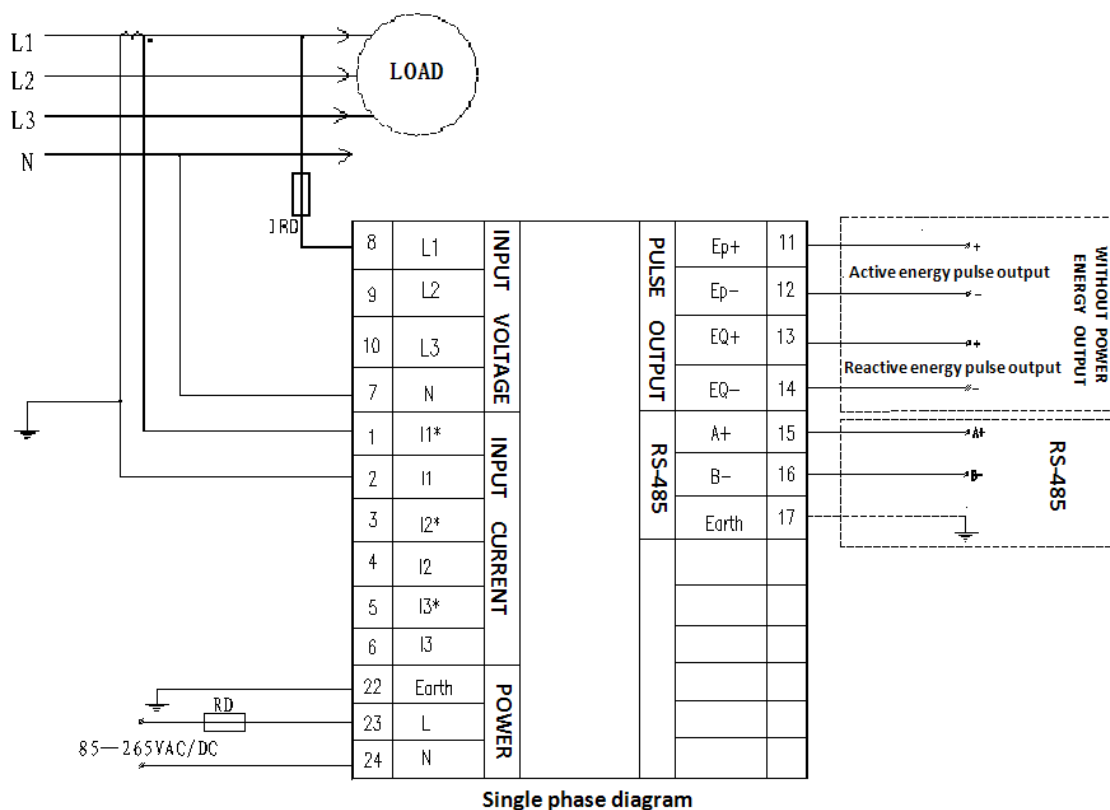 L1
L2
L3
N
LOAD
1RD
8 L1
9 L2
10 L3
7 N
INPUT VOLTAGE
1 I1*
2 I1
3 I2*
4 I2
5 I3*
6 I3
INPUT CURRENT
22 Earth
23 L
24 N
POWER
RD
85—265VAC/DC
PULSE OUTPUT
Ep+ 11
Ep- 12
EQ+ 13
EQ- 14
RS-485
A+ 15
B- 16
Earth 17
+
Active energy pulse output
-
+
Reactive energy pulse output
-
WITHOUT POWER
ENERGY OUTPUT
A+
B-
RS-485
Single phase diagram